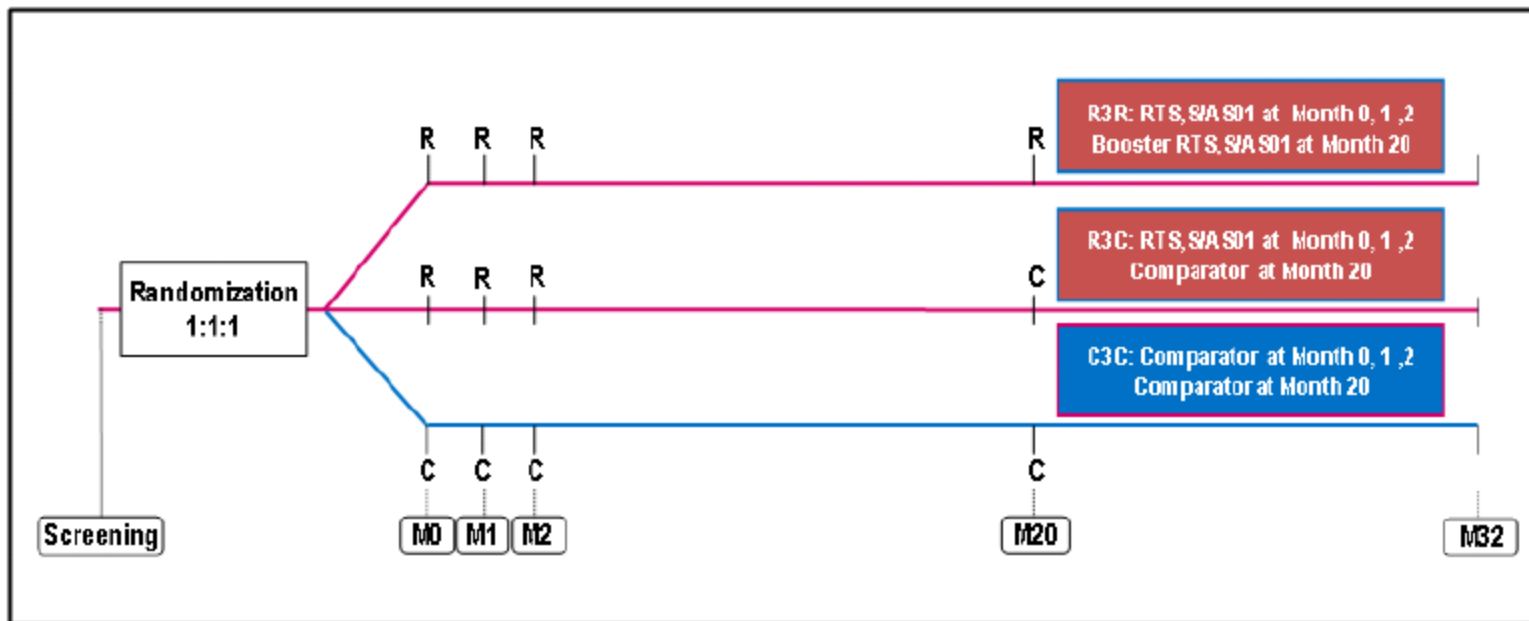 R3R: RTS,S/AS01 at Month 0, 1 ,2
Booster RTS,S/AS01 at Month 20
R R R R
R3C: RTS,S/AS01 at Month 0, 1 ,2
Comparator at Month 20
R R R C
Randomization
1:1:1
C3C: Comparator at Month 0, 1 ,2
Comparator at Month 20
C C C C
Screening M0 M1 M2 M20 M32